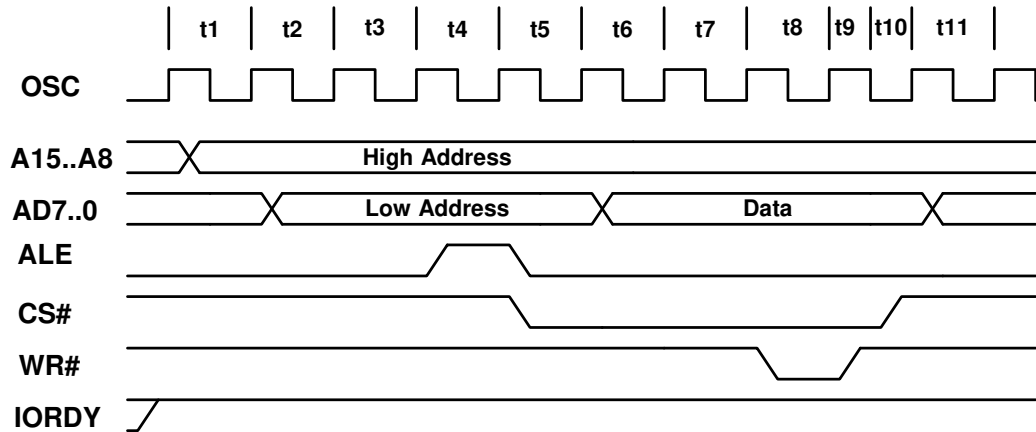 t1 t2 t3 t4 t5 t6 t7 t8 t9 t10 t11
OSC
A15..A8 High Address
AD7..0 Low Address Data
ALE
CS#
WR#
IORDY